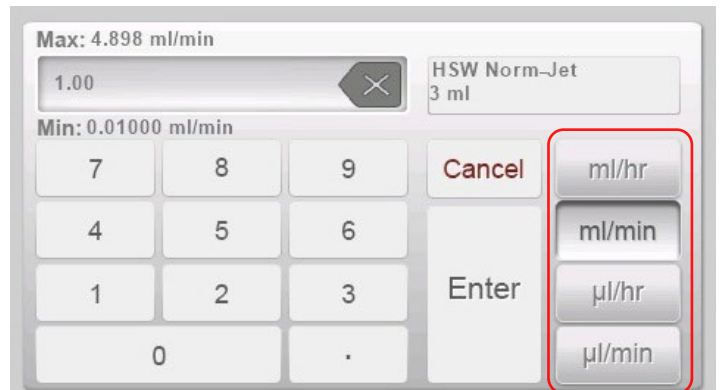 Max: 4.898 ml/min
1.00
HSW Norm-Jet
3 ml
Min: 0.01000 ml/min
7 8 9 Cancel ml/hr
4 5 6 ml/min
1 2 3 Enter µl/hr
0 . µl/min